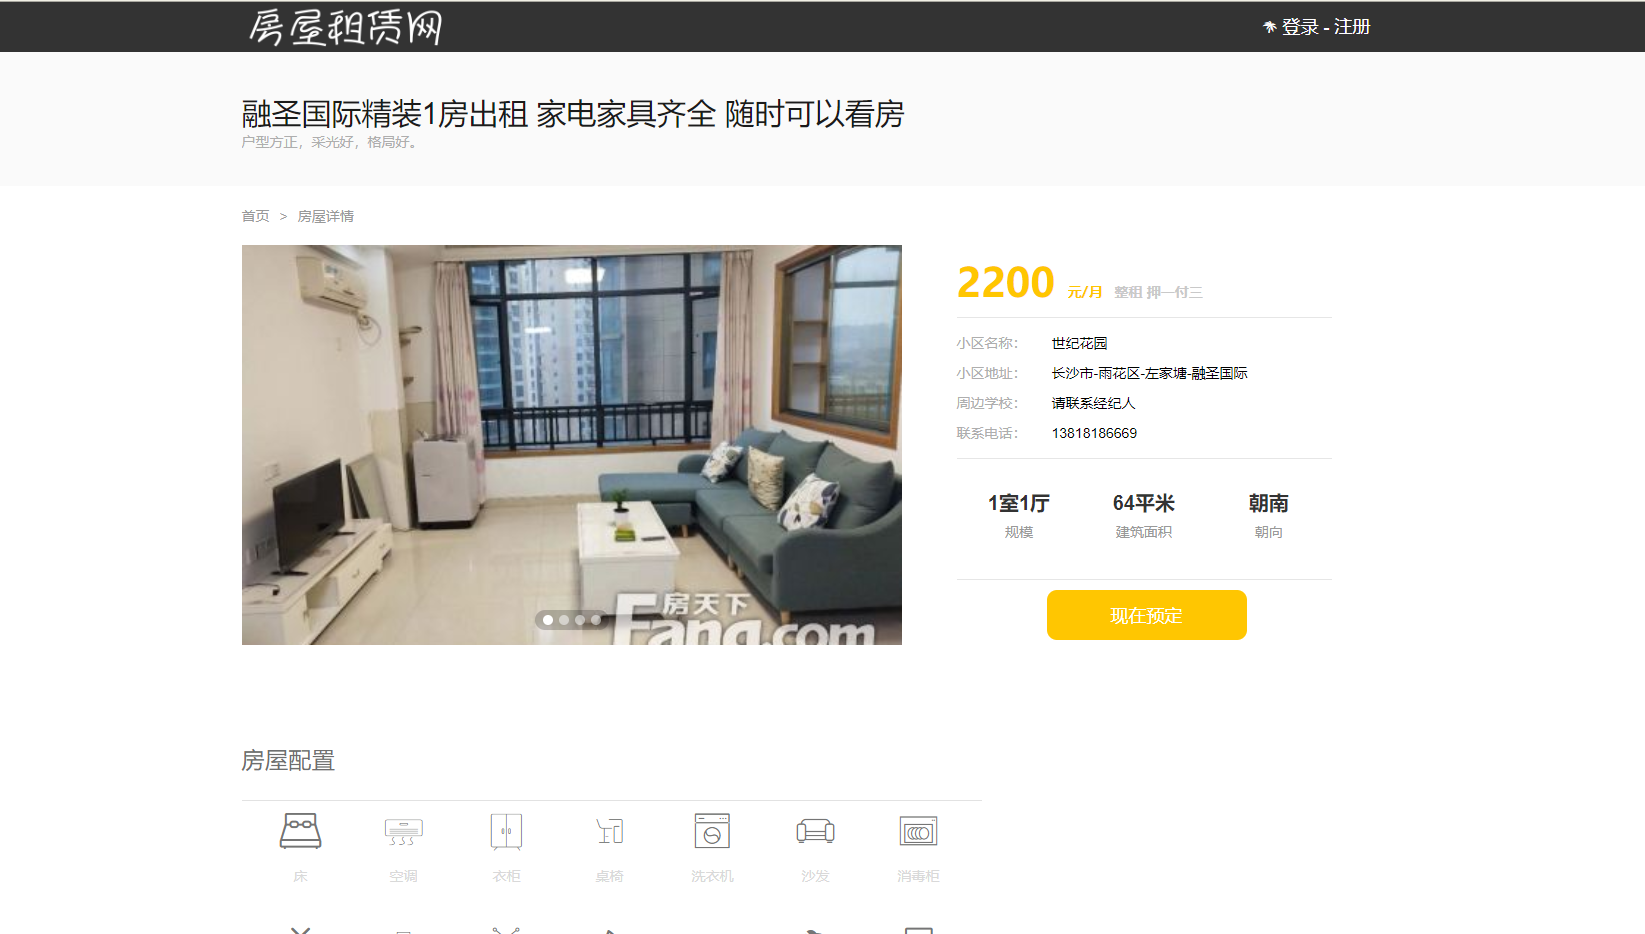 房屋租赁网
登录 - 注册
融圣国际精装1房出租 家电家具齐全 随时可以看房
户型方正，采光好，格局好。
首页 > 房屋详情
房天下
Fang.com
2200 元/月 整租 押一付三
小区名称： 世纪花园
小区地址： 长沙市-雨花区-左家塘-融圣国际
周边学校： 请联系经纪人
联系电话： 13818186669
1室1厅 64平米 朝南
规模 建筑面积 朝向
现在预定
房屋配置
床 空调 衣柜 桌椅 洗衣机 沙发 消毒柜